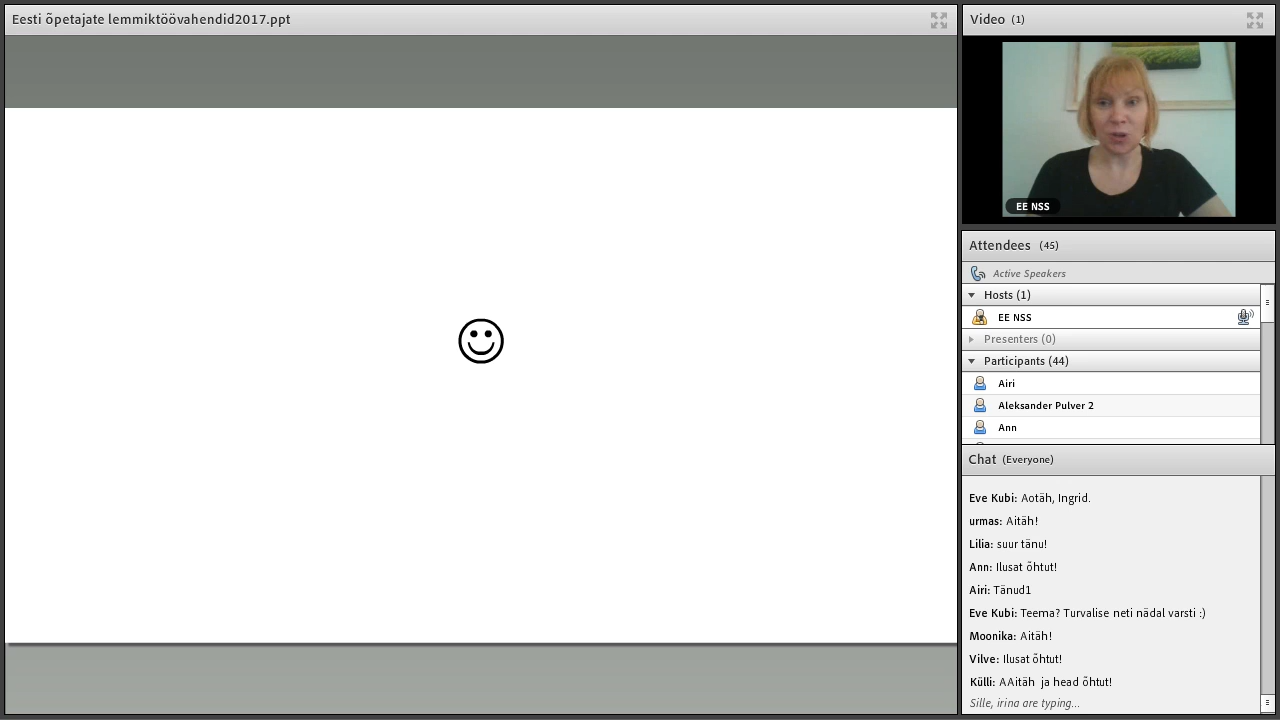 Eesti õpetajate lemmiktöövahendid2017.ppt
Video (1)
EE NSS
Attendees (45)
Active Speakers
Hosts (1)
EE NSS
Presenters (0)
Participants (44)
Airi
Aleksander Pulver 2
Ann
Chat (Everyone)
Eve Kubi: Aotäh, Ingrid.
urmas: Aitäh!
Lilia: suur tänu!
Ann: Ilusat õhtut!
Airi: Tänud1
Eve Kubi: Teema? Turvalise neti nädal varsti :)
Moonika: Aitäh!
Vilve: Ilusat õhtut!
Külli: AAitäh ja head õhtut!
Sille, irina are typing...